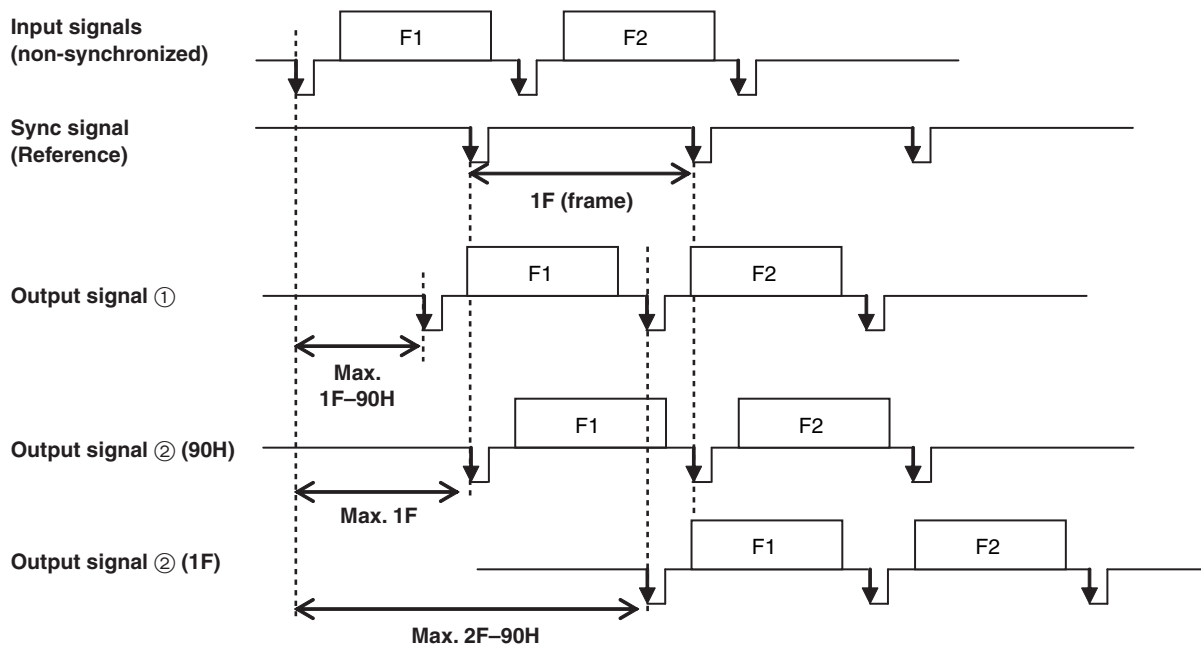 Input signals
(non-synchronized)
F1
F2
Sync signal
(Reference)
1F (frame)
Output signal ①
F1
F2
Max.
1F–90H
Output signal ② (90H)
F1
F2
Max. 1F
Output signal ② (1F)
F1
F2
Max. 2F–90H